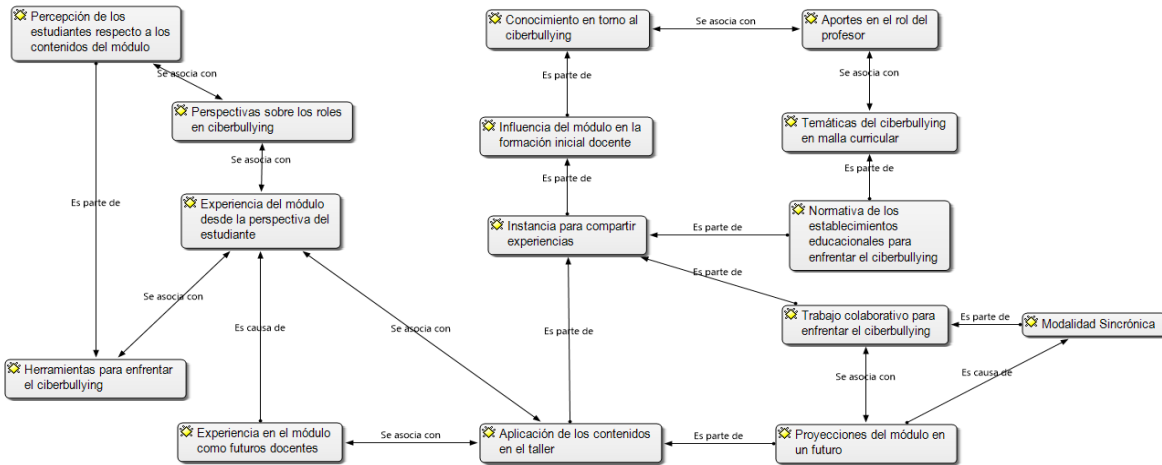 Percepción de los
estudiantes respecto a los
contenidos del módulo
Conocimiento en torno al
ciberbullying
Se asocia con
Aportes en el rol del
profesor
Se asocia con
Es parte de
Se asocia con
Perspectivas sobre los roles
en ciberbullying
Influencia del módulo en la
formación inicial docente
Temáticas del ciberbullying
en malla curricular
Se asocia con
Es parte de
Es parte de
Es parte de
Experiencia del módulo
desde la perspectiva del
estudiante
Instancia para compartir
experiencias
Es parte de
Normativa de los
establecimientos
educacionales para
enfrentar el ciberbullying
Es parte de
Se asocia con
Es causa de
Se asocia con
Es parte de
Trabajo colaborativo para
enfrentar el ciberbullying
Es parte de
Modalidad Sincrónica
Herramientas para enfrentar
el ciberbullying
Se asocia con
Es causa de
Experiencia en el módulo
como futuros docentes
Se asocia con
Aplicación de los contenidos
en el taller
Es parte de
Proyecciones del módulo en
un futuro